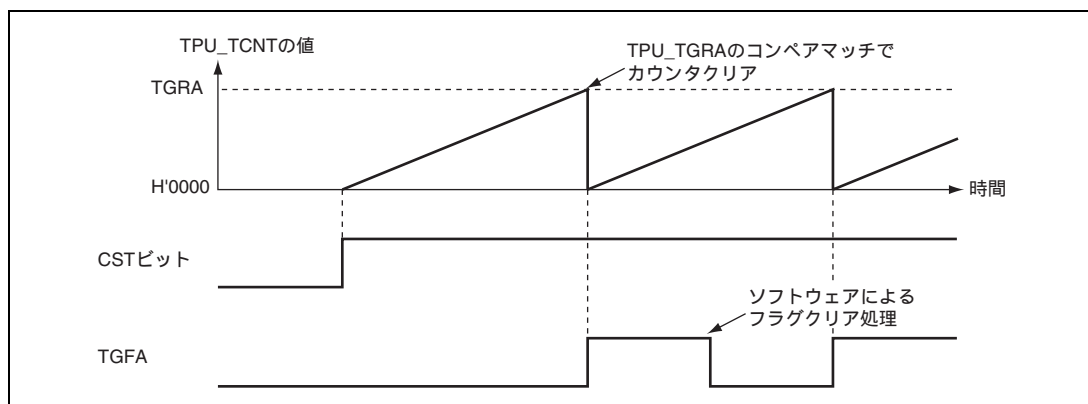 TPU_TCNTの値
TPU_TGRAのコンペアマッチで
カウンタクリア
TGRA
H'0000
時間
CSTビット
ソフトウェアによる
フラグクリア処理
TGFA